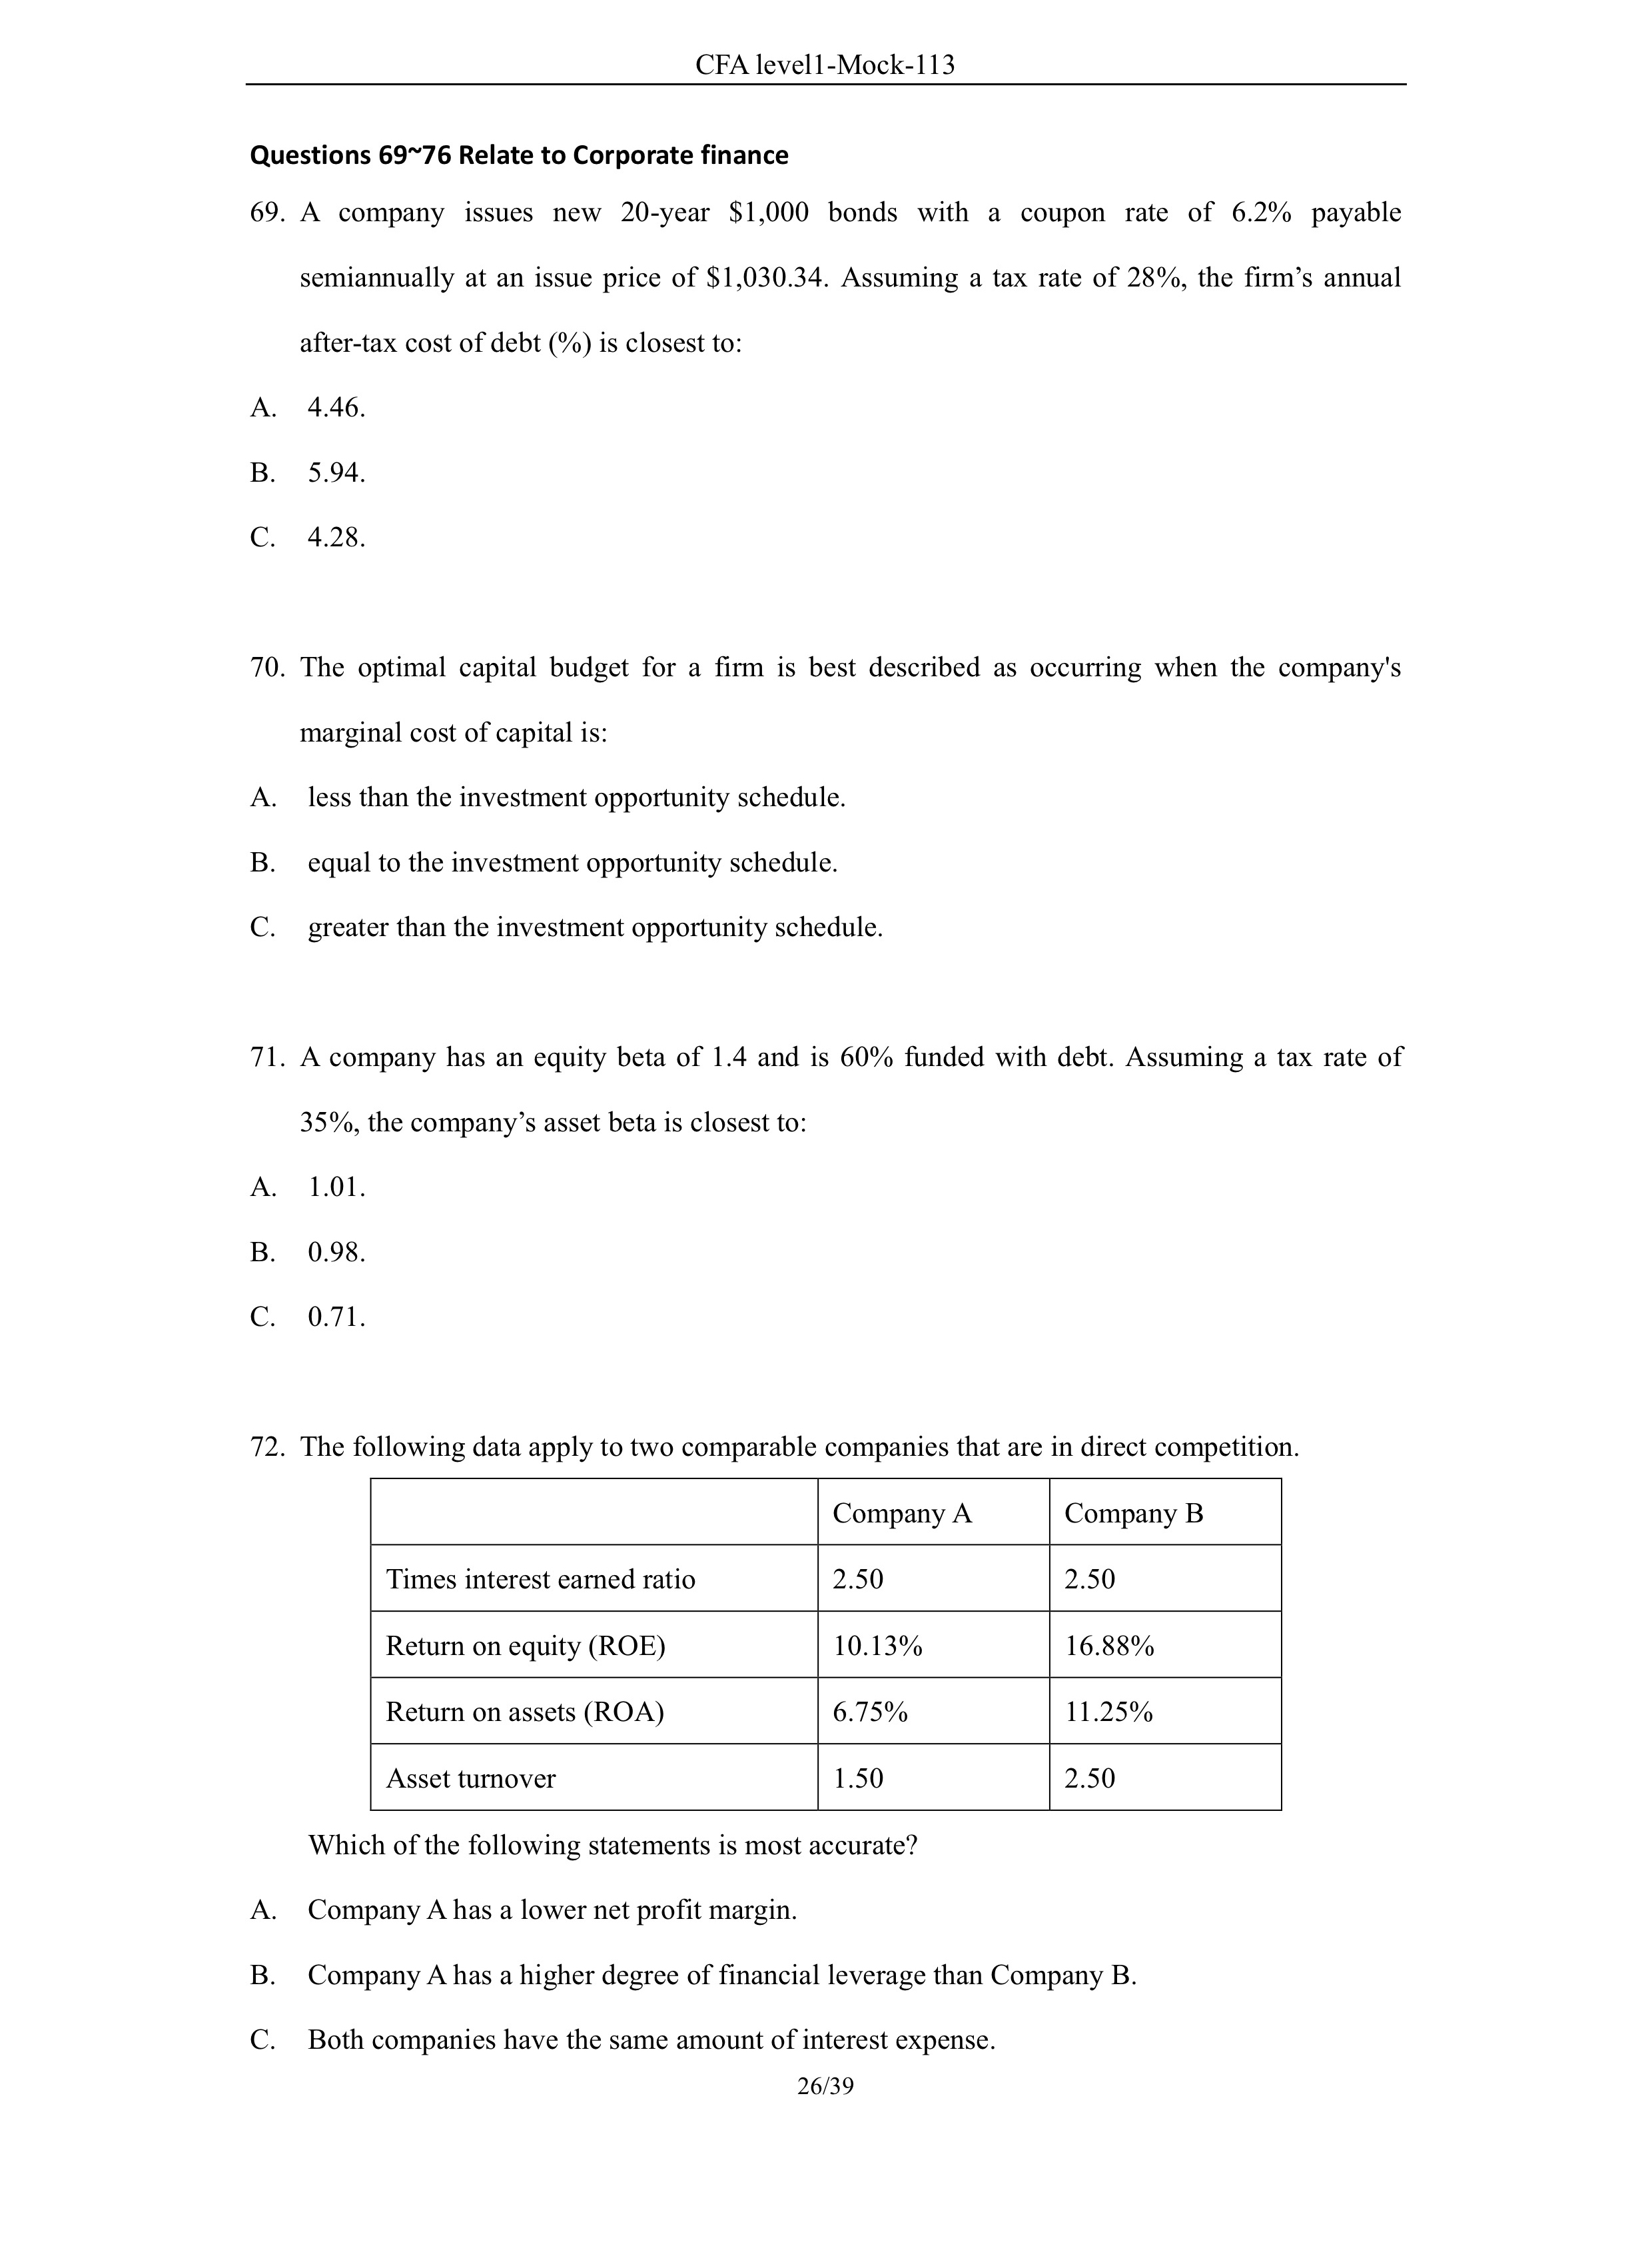 CFA level1-Mock-113
Questions 69~76 Relate to Corporate finance
69. A company issues new 20-year $1,000 bonds with a coupon rate of 6.2% payable
semiannually at an issue price of $1,030.34. Assuming a tax rate of 28%, the firm’s annual
after-tax cost of debt (%) is closest to:
A. 4.46.
B. 5.94.
C. 4.28.
70. The optimal capital budget for a firm is best described as occurring when the company's
marginal cost of capital is:
A. less than the investment opportunity schedule.
B. equal to the investment opportunity schedule.
C. greater than the investment opportunity schedule.
71. A company has an equity beta of 1.4 and is 60% funded with debt. Assuming a tax rate of
35%, the company’s asset beta is closest to:
A. 1.01.
B. 0.98.
C. 0.71.
72. The following data apply to two comparable companies that are in direct competition.
Company A Company B
Times interest earned ratio 2.50 2.50
Return on equity (ROE) 10.13% 16.88%
Return on assets (ROA) 6.75% 11.25%
Asset turnover 1.50 2.50
Which of the following statements is most accurate?
A. Company A has a lower net profit margin.
B. Company A has a higher degree of financial leverage than Company B.
C. Both companies have the same amount of interest expense.
26/39